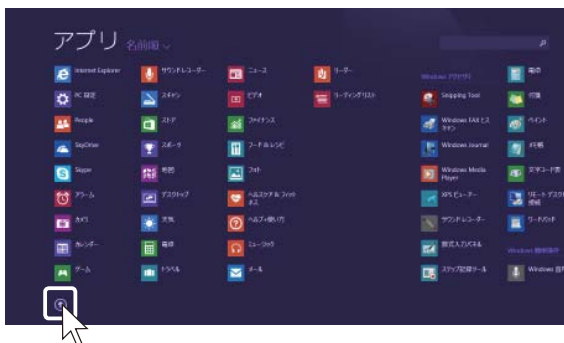 アプリ 名前順
Internet Explorer
PC 設定
People
SkyDrive
Skype
アラーム
カメラ
カレンダー
ゲーム
サウンド レコーダー
スキャン
ストア
スポーツ
地図
デスクトップ
天気
電卓
トラベル
ニュース
ビデオ
ファイナンス
フード&レシピ
フォト
ヘルスケア & フィットネス
ヘルプ+使い方
ミュージック
メール
リーダー
リーディングリスト
Windows アクセサリ
Snipping Tool
Windows FAX とスキャン
Windows Journal
Windows Media
Player
XPS ビューアー
サウンド レコーダー
数式入力パネル
ステップ記録ツール
電卓
付箋
ペイント
メモ帳
文字コード表
リモート デスク
接続
ワードパッド
Windows 簡単操作
Windows 音